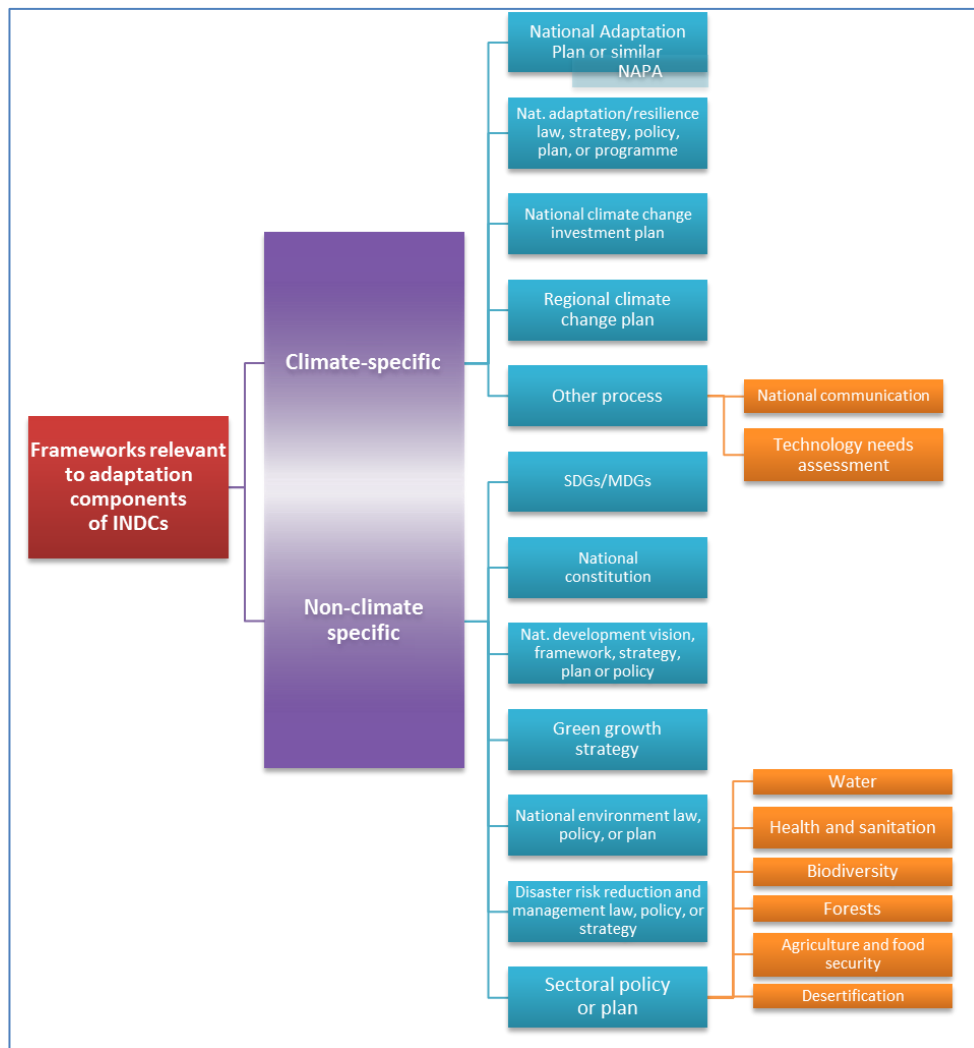 Frameworks relevant
to adaptation
components
of INDCs
Climate-specific
National Adaptation
Plan or similar
NAPA
Nat. adaptation/resilience
law, strategy, policy,
plan, or programme
National climate change
investment plan
Regional climate
change plan
Other process
National communication
Technology needs
assessment
Non-climate
specific
SDGs/MDGs
National
constitution
Nat. development vision,
framework, strategy,
plan or policy
Green growth
strategy
National environment law,
policy, or plan
Disaster risk reduction and
management law, policy, or
strategy
Sectoral policy
or plan
Water
Health and sanitation
Biodiversity
Forests
Agriculture and food
security
Desertification